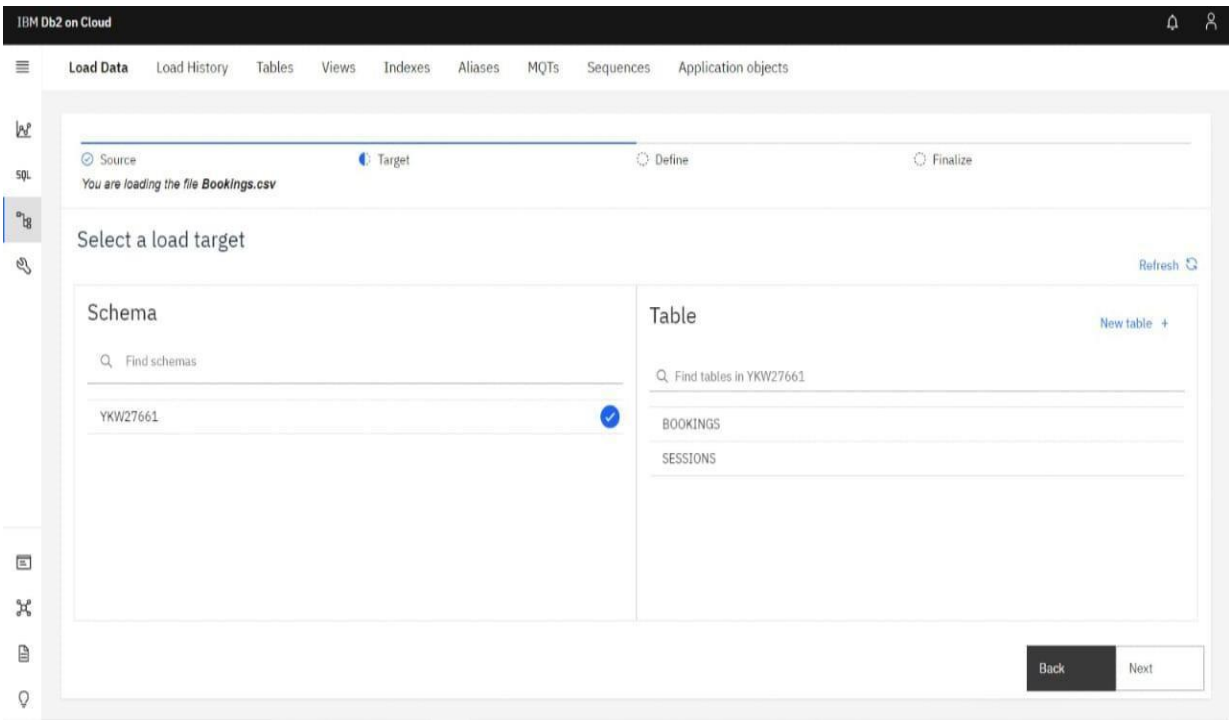 IBM Db2 on Cloud
Load Data Load History Tables Views Indexes Aliases MQTs Sequences Application objects
Source Target Define Finalize
You are loading the file Bookings.csv
SQL
Select a load target
Refresh
Schema
Find schemas
YKW27661
Table
New table +
Find tables in YKW27661
BOOKINGS
SESSIONS
Back Next